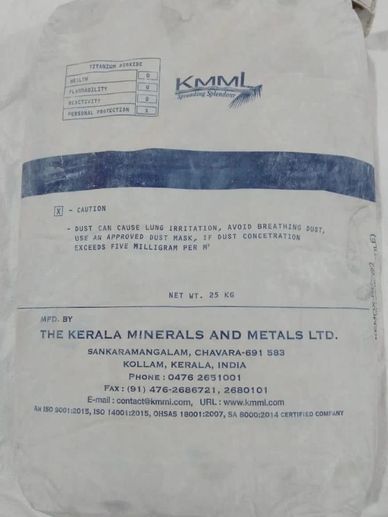 TITANIUM DIOXIDE
HEALTH 0
FLAMMABILITY 0
REACTIVITY 0
PERSONAL PROTECTION X
KMML
Spreading Splendour
X - CAUTION
- DUST CAN CAUSE LUNG IRRITATION, AVOID BREATHING DUST,
USE AN APPROVED DUST MASK, IF DUST CONCETRATION
EXCEEDS FIVE MILLIGRAM PER M³
NET WT. 25 KG
MFD. BY
THE KERALA MINERALS AND METALS LTD.
SANKARAMANGALAM, CHAVARA-691 583
KOLLAM, KERALA, INDIA
PHONE : 0476 2651001
FAX : (91) 476-2686721, 2680101
E-mail : contact@kmml.com, URL : www.kmml.com
AN ISO 9001:2015, ISO 14001:2015, OHSAS 18001:2007, SA 8000:2014 CERTIFIED COMPANY